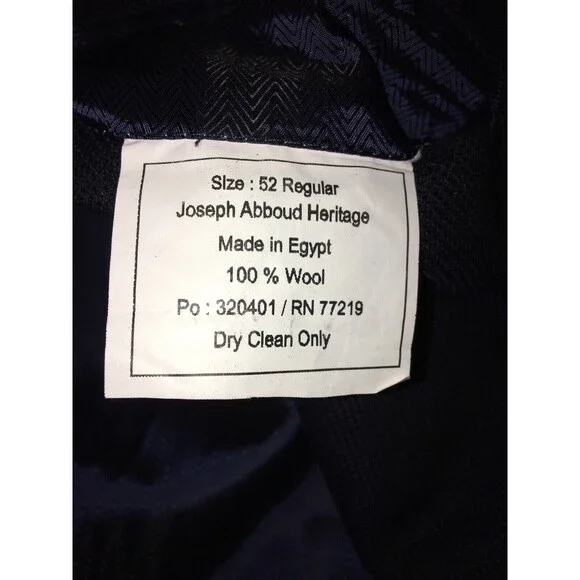 Size : 52 Regular
Joseph Abboud Heritage
Made in Egypt
100 % Wool
Po : 320401 / RN 77219
Dry Clean Only